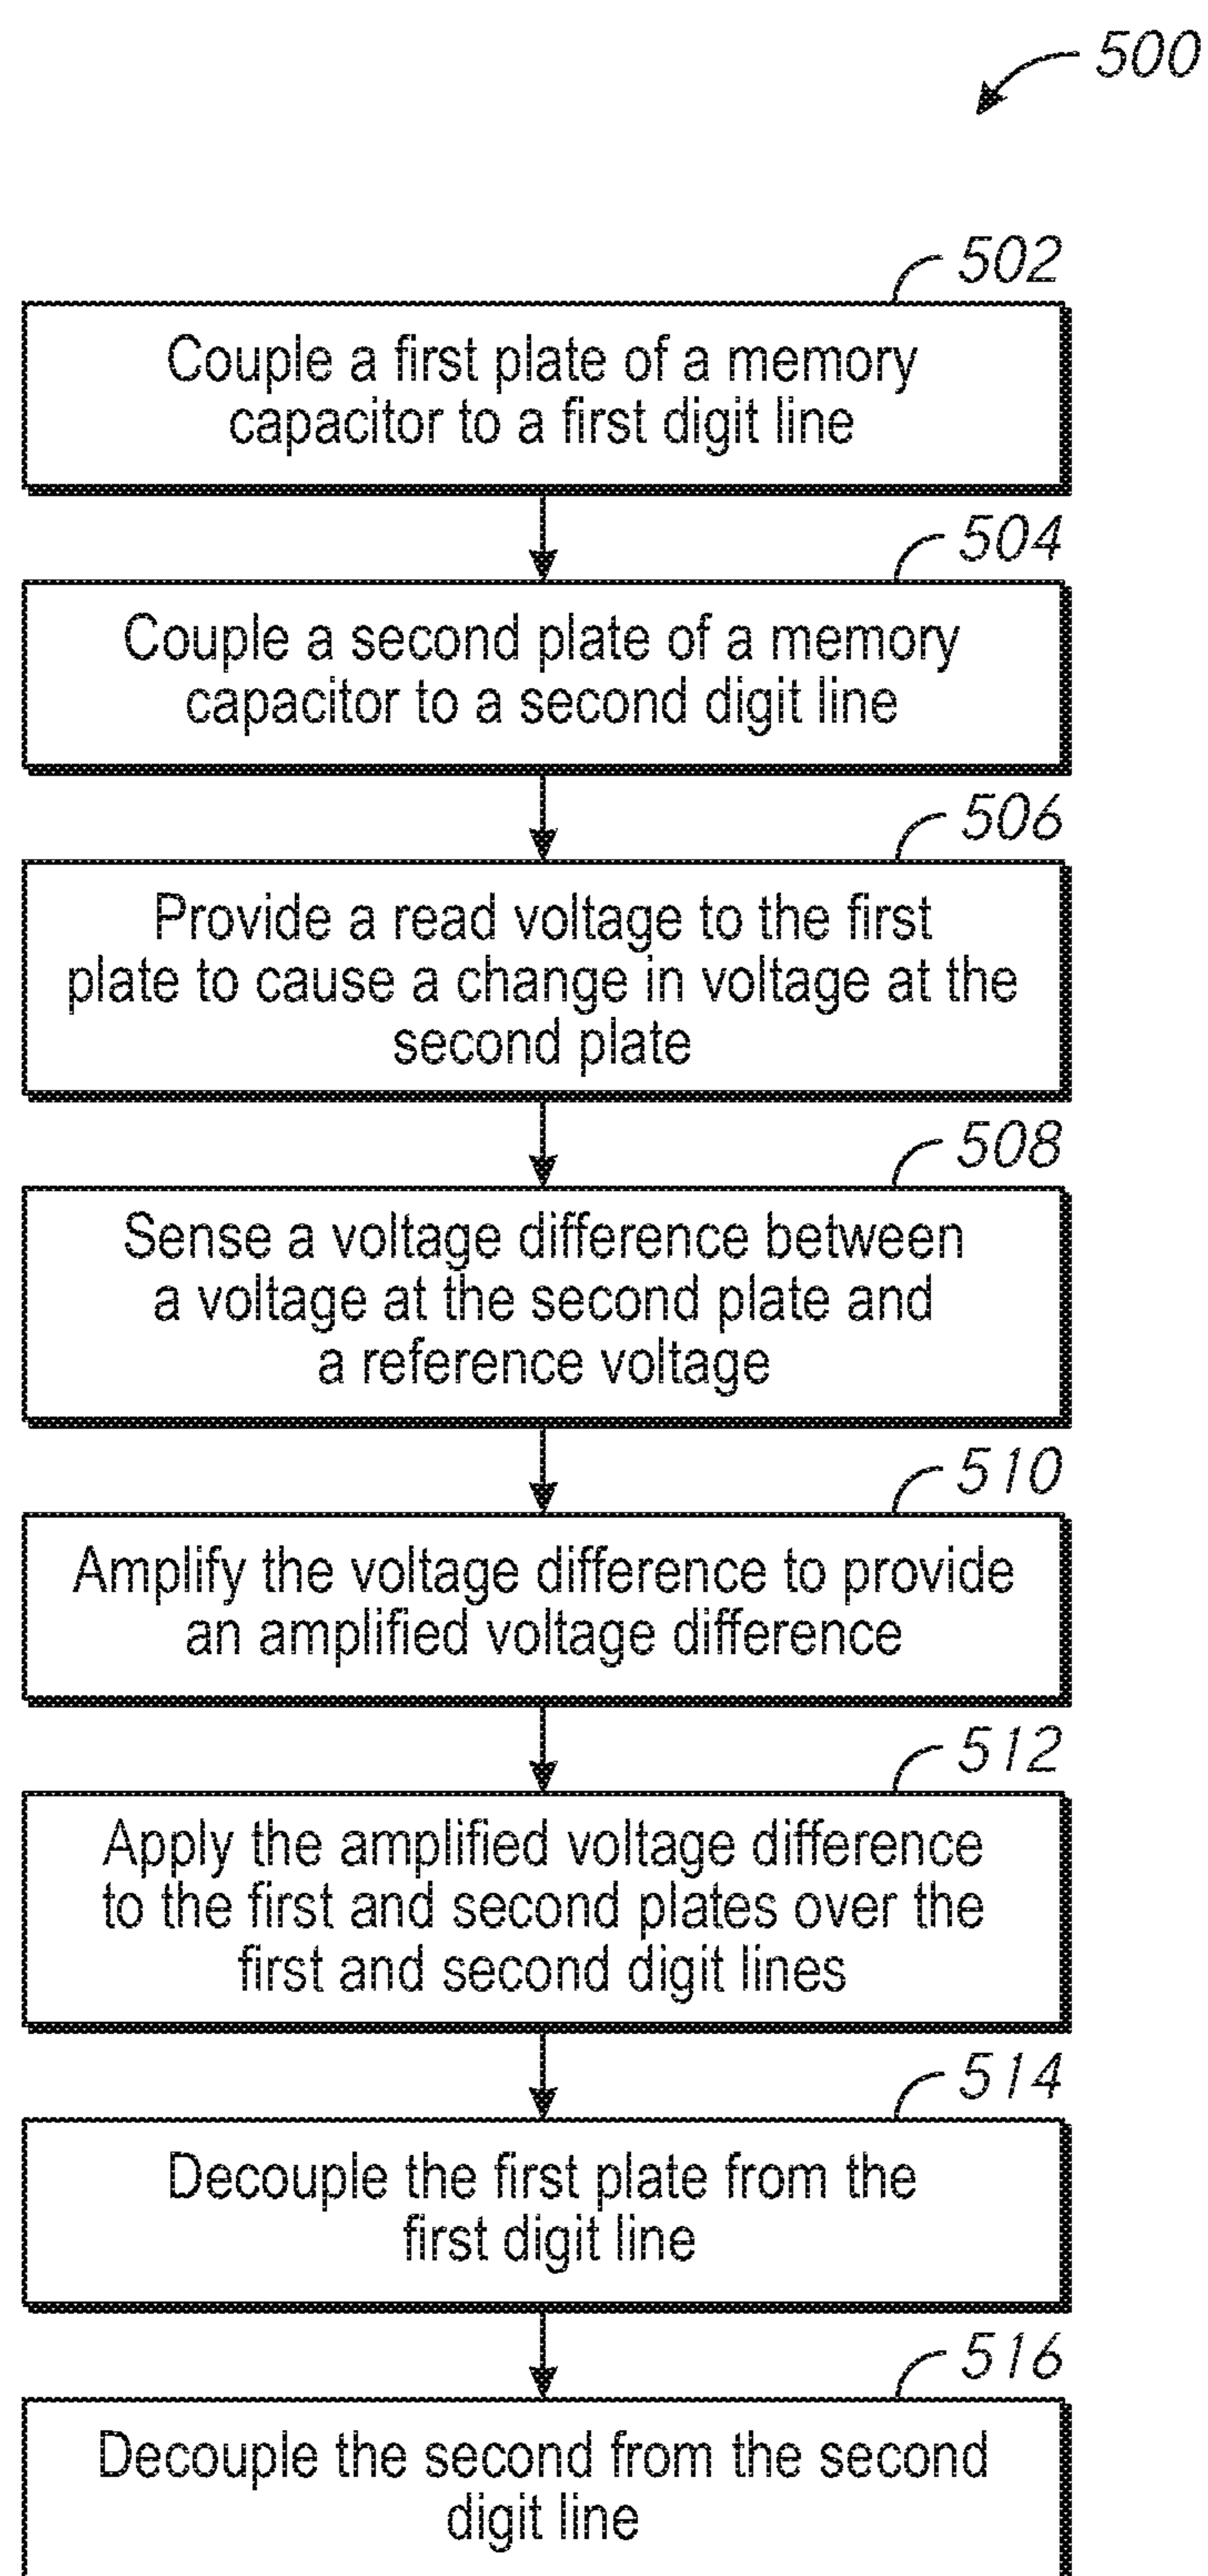 500
502
Couple a first plate of a memory
capacitor to a first digit line
504
Couple a second plate of a memory
capacitor to a second digit line
506
Provide a read voltage to the first
plate to cause a change in voltage at the
second plate
508
Sense a voltage difference between
a voltage at the second plate and
a reference voltage
510
Amplify the voltage difference to provide
an amplified voltage difference
512
Apply the amplified voltage difference
to the first and second plates over the
first and second digit lines
514
Decouple the first plate from the
first digit line
516
Decouple the second from the second
digit line